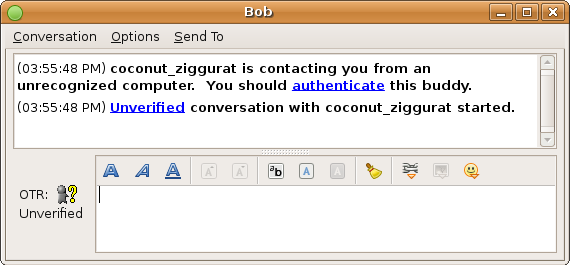 Bob
Conversation Options Send To
(03:55:48 PM) coconut_ziggurat is contacting you from an
unrecognized computer.  You should authenticate this buddy.
(03:55:48 PM) Unverified conversation with coconut_ziggurat started.
A A A A A ab A A
OTR:
Unverified